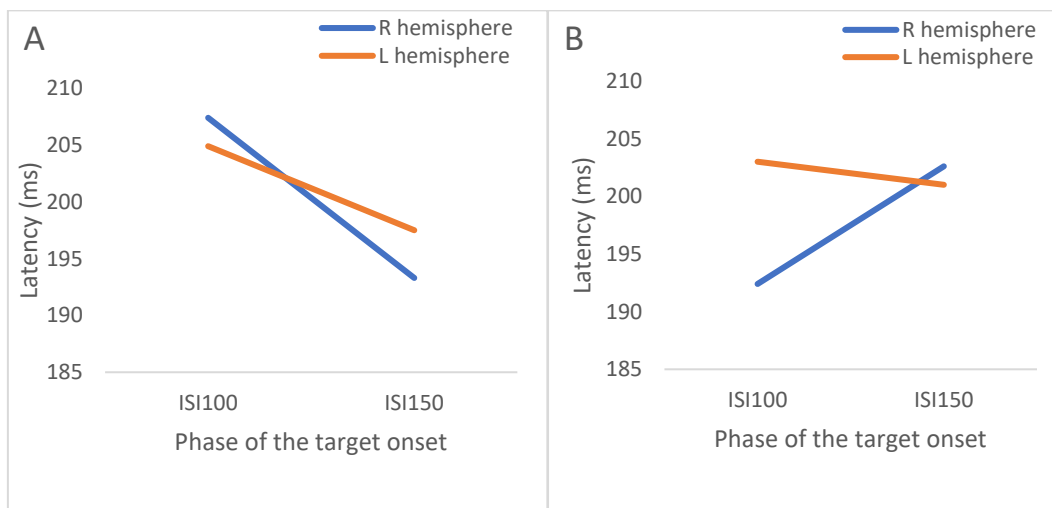 A
R hemisphere
L hemisphere
210
205
200
195
190
185
Latency (ms)
ISI100 ISI150
Phase of the target onset
B
R hemisphere
L hemisphere
210
205
200
195
190
185
Latency (ms)
ISI100 ISI150
Phase of the target onset